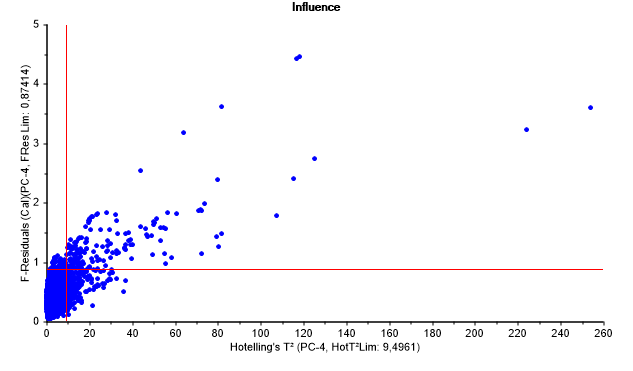 Influence
F-Residuals (Cal)(PC-4, FRes Lim: 0,87414)
5
4
3
2
1
0
0 20 40 60 80 100 120 140 160 180 200 220 240 260
Hotelling's T² (PC-4, HotT²Lim: 9,4961)